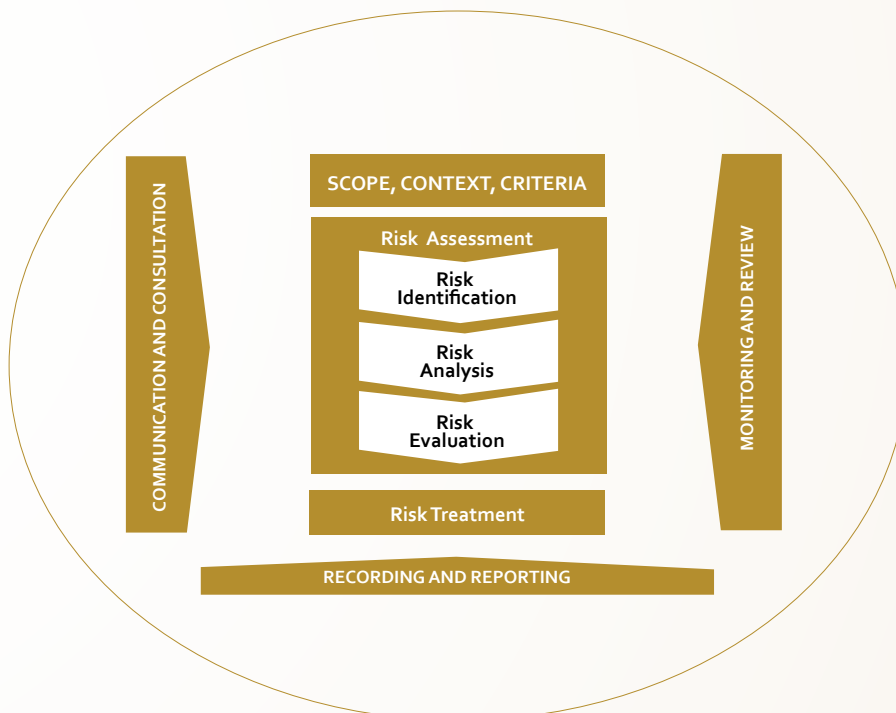 SCOPE, CONTEXT, CRITERIA
COMMUNICATION AND CONSULTATION
Risk Assessment
Risk
Identification
Risk
Analysis
Risk
Evaluation
MONITORING AND REVIEW
Risk Treatment
RECORDING AND REPORTING